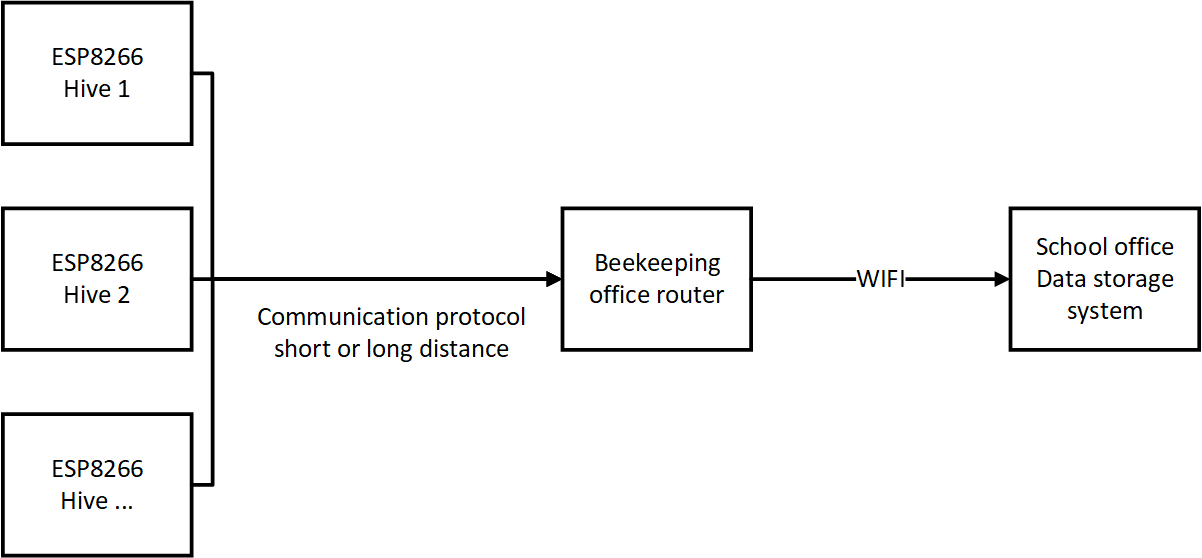 ESP8266
Hive 1
ESP8266
Hive 2
Communication protocol
short or long distance
Beekeeping
office router
WIFI
School office
Data storage
system
ESP8266
Hive ...